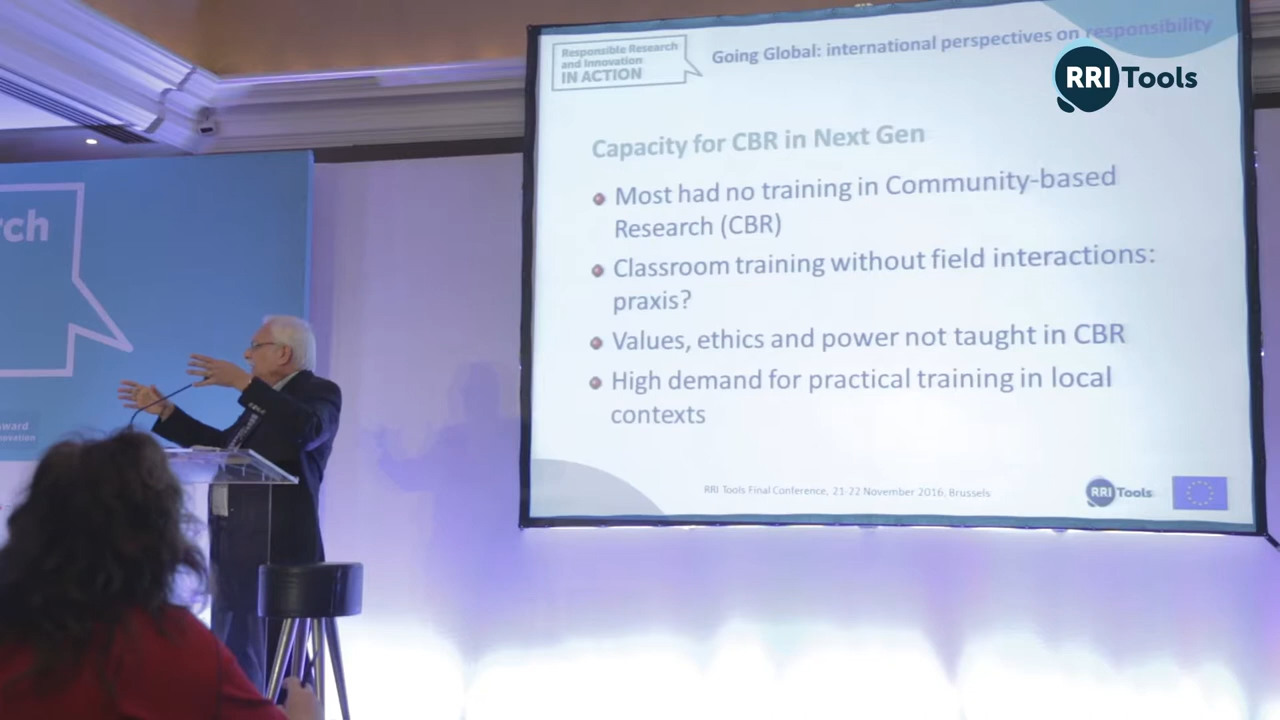 Responsible Research
and Innovation
IN ACTION
Going Global: international perspectives on responsibility
RRI Tools
Capacity for CBR in Next Gen
Most had no training in Community-based
Research (CBR)
Classroom training without field interactions:
praxis?
Values, ethics and power not taught in CBR
High demand for practical training in local
contexts
RRI Tools Final Conference, 21-22 November 2016, Brussels
RRI Tools
rch
ward
novation